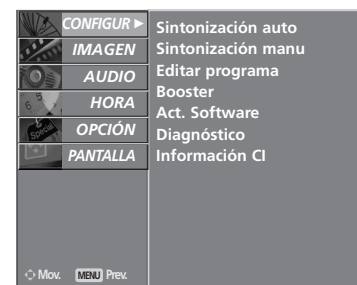 CONFIGUR ►
IMAGEN
AUDIO
HORA
Special
OPCIÓN
PANTALLA
Sintonización auto
Sintonización manu
Editar programa
Booster
Act. Software
Diagnóstico
Información CI
Mov. MENU Prev.